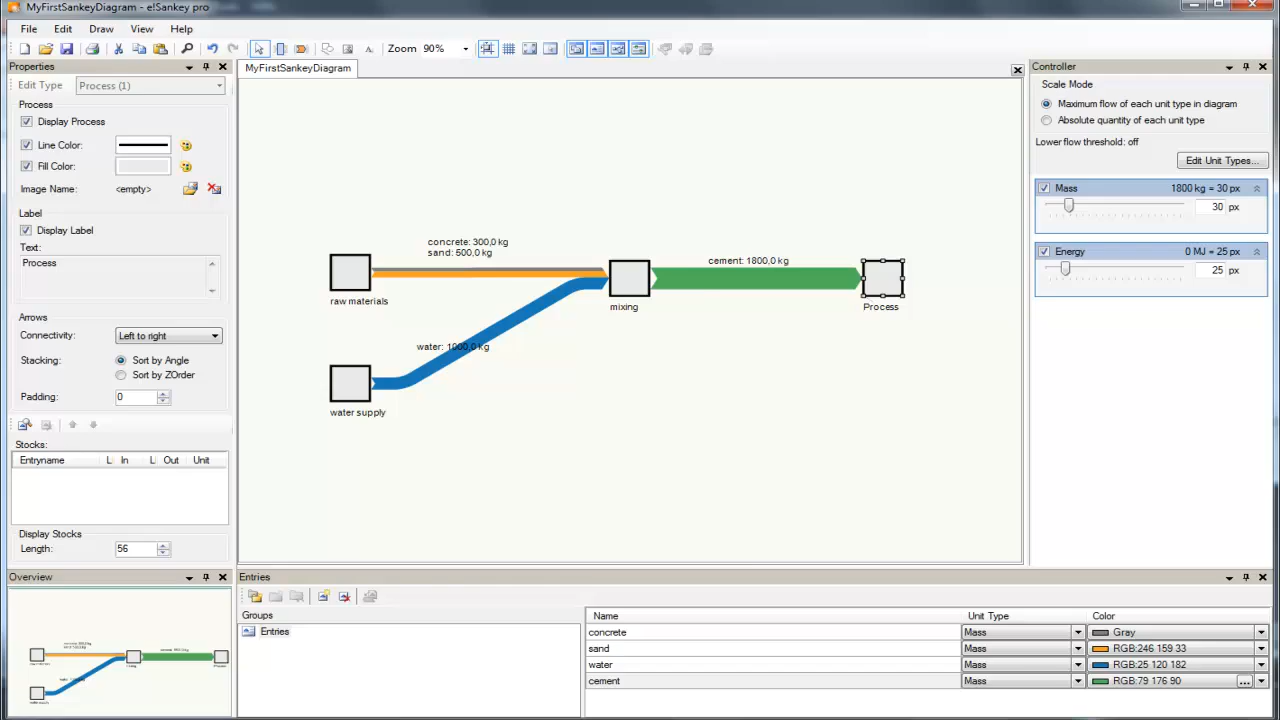 MyFirstSankeyDiagram - e!Sankey pro
File Edit Draw View Help
Zoom 90%
Properties
Edit Type Process (1)
Process
Display Process
Line Color:
Fill Color:
Image Name: <empty>
Label
Display Label
Text:
Process
Arrows
Connectivity: Left to right
Stacking: Sort by Angle
Sort by ZOrder
Padding: 0
Stocks:
Entryname L In L Out Unit
Display Stocks
Length: 56
Overview
MyFirstSankeyDiagram
concrete: 300,0 kg
sand: 500,0 kg
cement: 1800,0 kg
raw materials
mixing
Process
water: 1000,0 kg
water supply
Controller
Scale Mode
Maximum flow of each unit type in diagram
Absolute quantity of each unit type
Lower flow threshold: off
Edit Unit Types...
Mass 1800 kg = 30 px
30 px
Energy 0 MJ = 25 px
25 px
Entries
Groups
Entries
Name Unit Type Color
concrete Mass Gray
sand Mass RGB:246 159 33
water Mass RGB:25 120 182
cement Mass RGB:79 176 90 ...